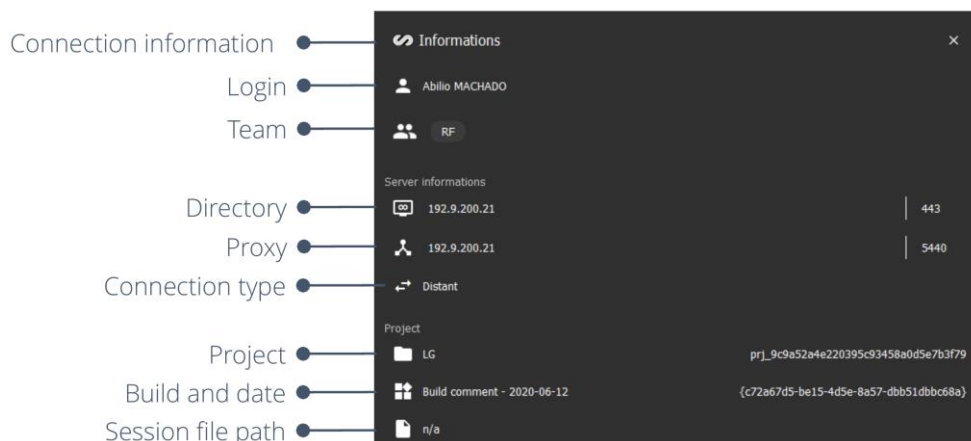 Connection information
Informations
Login
Abilio MACHADO
Team
RF
Server informations
Directory
192.9.200.21
443
Proxy
192.9.200.21
5440
Connection type
Distant
Project
Project
LG
prj_9c9a52a4e220395c93458a0d5e7b3f79
Build and date
Build comment - 2020-06-12
{c72a67d5-be15-4d5e-8a57-dbb51dbbc68a}
Session file path
n/a